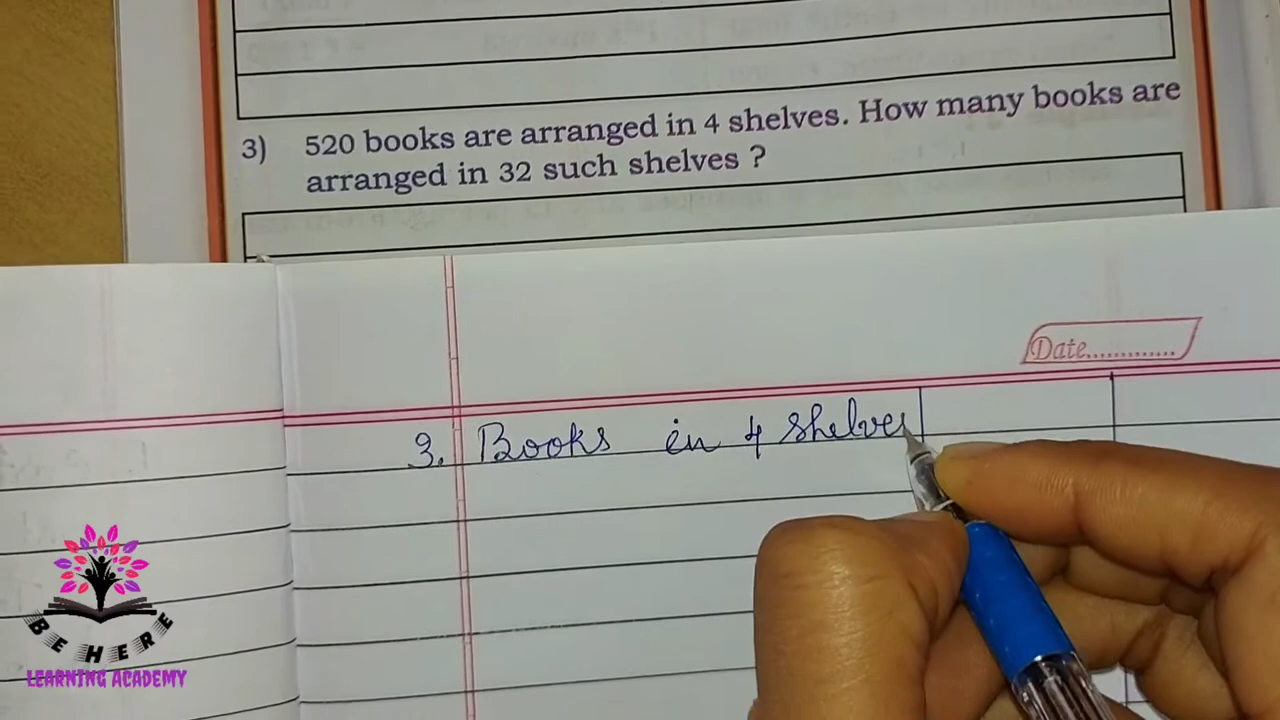 3) 520 books are arranged in 4 shelves. How many books are
arranged in 32 such shelves ?
Date.............
3. Books in 4 shelves
BE HERE
LEARNING ACADEMY